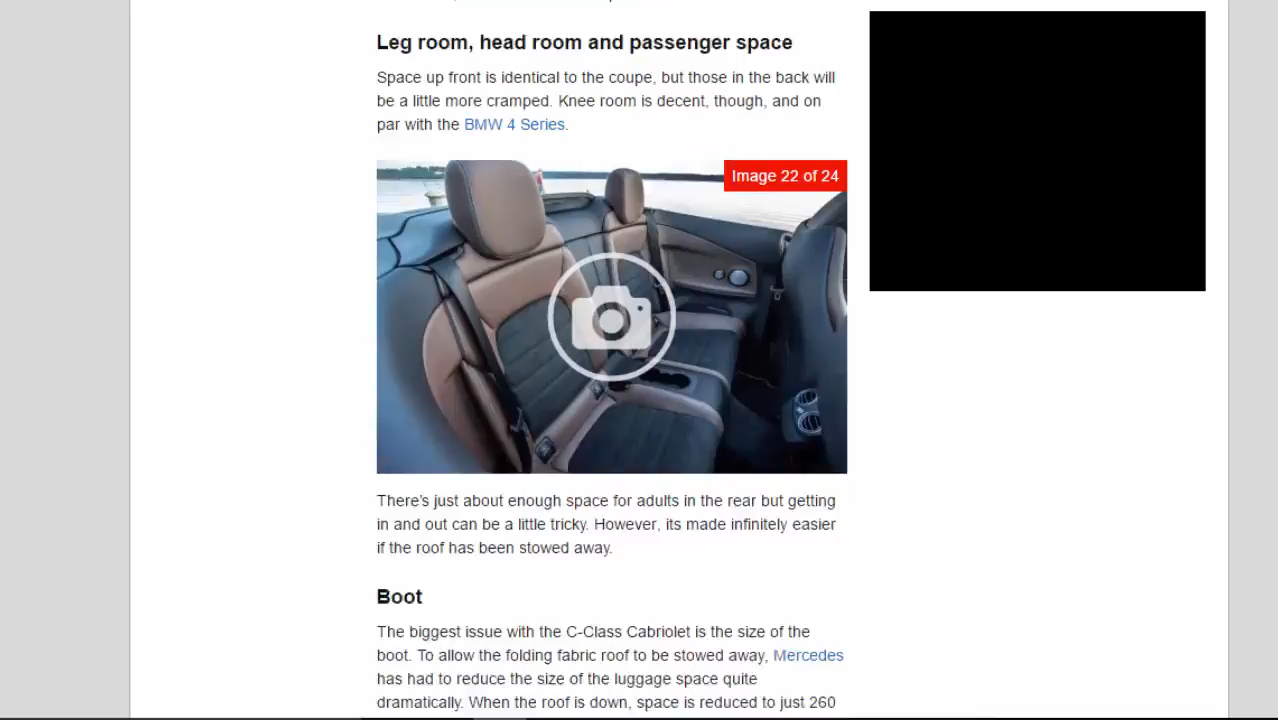 Leg room, head room and passenger space
Space up front is identical to the coupe, but those in the back will
be a little more cramped. Knee room is decent, though, and on
par with the BMW 4 Series.
Image 22 of 24
There's just about enough space for adults in the rear but getting
in and out can be a little tricky. However, its made infinitely easier
if the roof has been stowed away.
Boot
The biggest issue with the C-Class Cabriolet is the size of the
boot. To allow the folding fabric roof to be stowed away, Mercedes
has had to reduce the size of the luggage space quite
dramatically. When the roof is down, space is reduced to just 260